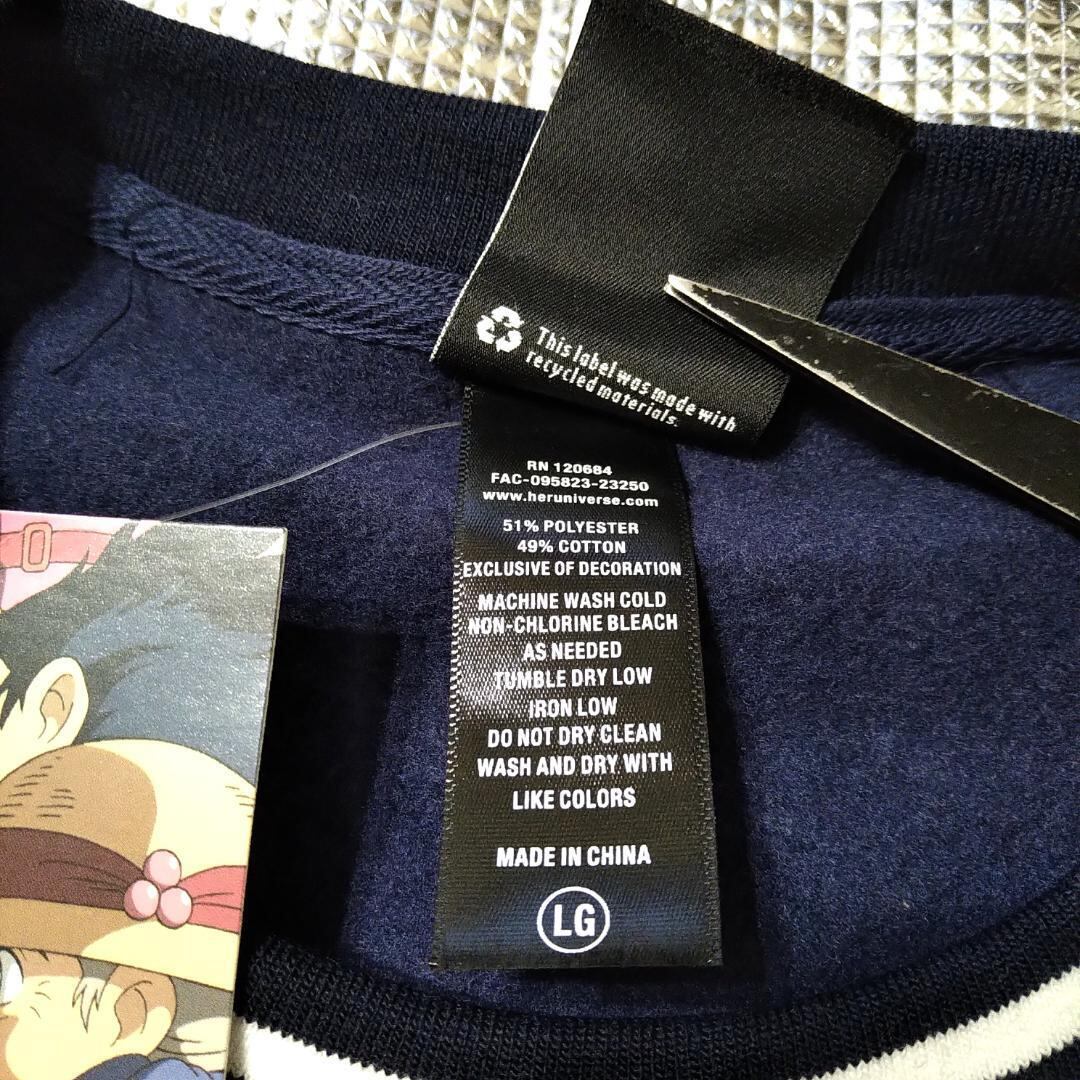 This label was made with
recycled materials.
RN 120684
FAC-095823-23250
www.heruniverse.com
51% POLYESTER
49% COTTON
EXCLUSIVE OF DECORATION
MACHINE WASH COLD
NON-CHLORINE BLEACH
AS NEEDED
TUMBLE DRY LOW
IRON LOW
DO NOT DRY CLEAN
WASH AND DRY WITH
LIKE COLORS
MADE IN CHINA
LG